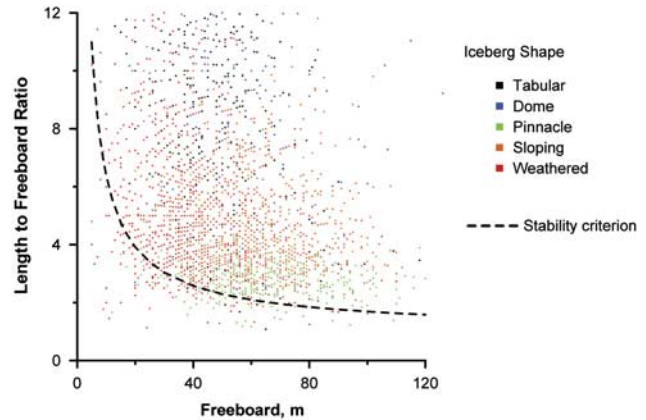 12
8
4
0
Length to Freeboard Ratio
0
40
80
120
Freeboard, m
Iceberg Shape
Tabular
Dome
Pinnacle
Sloping
Weathered
Stability criterion